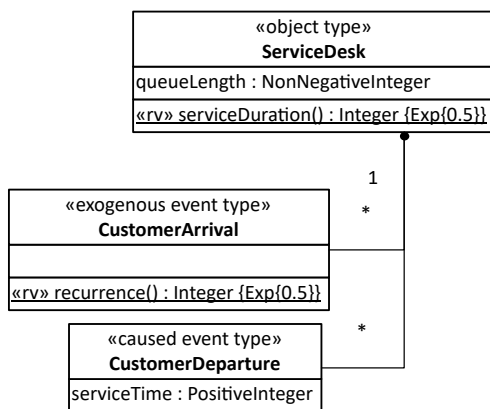 «object type»
ServiceDesk
queueLength : NonNegativeInteger
«rv» serviceDuration() : Integer {Exp{0.5}}
1
*
«exogenous event type»
CustomerArrival
«rv» recurrence() : Integer {Exp{0.5}}
*
«caused event type»
CustomerDeparture
serviceTime : PositiveInteger